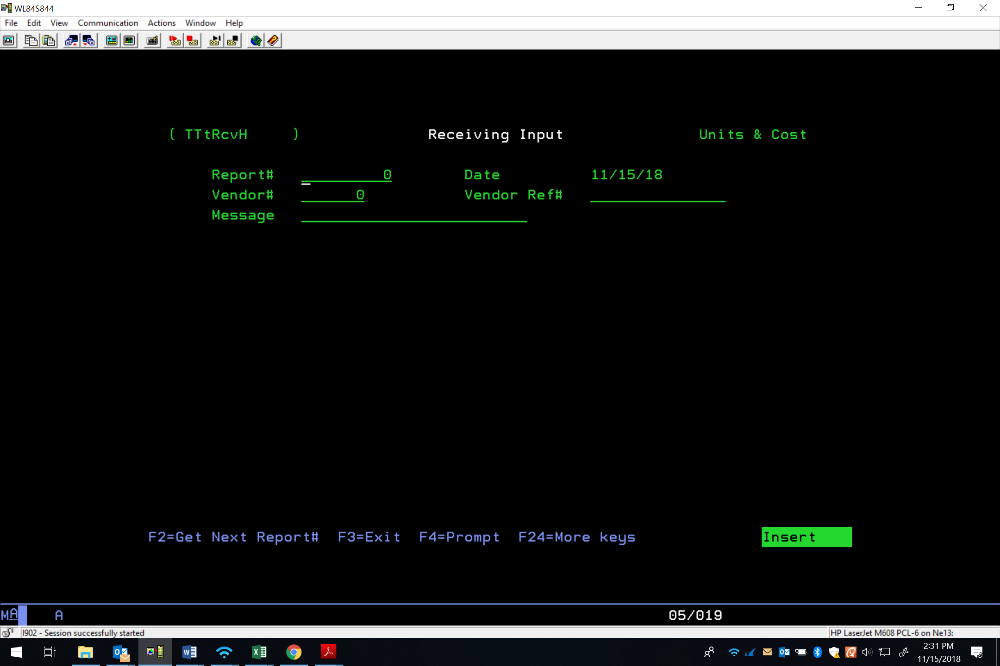 WL84S844
File Edit View Communication Actions Window Help
( TTtRcvH ) Receiving Input Units & Cost
Report# 0 Date 11/15/18
Vendor# 0 Vendor Ref#
Message
F2=Get Next Report# F3=Exit F4=Prompt F24=More keys Insert
MA A 05/019
I902 - Session successfully started HP LaserJet M608 PCL-6 on Ne13:
2:31 PM
11/15/2018